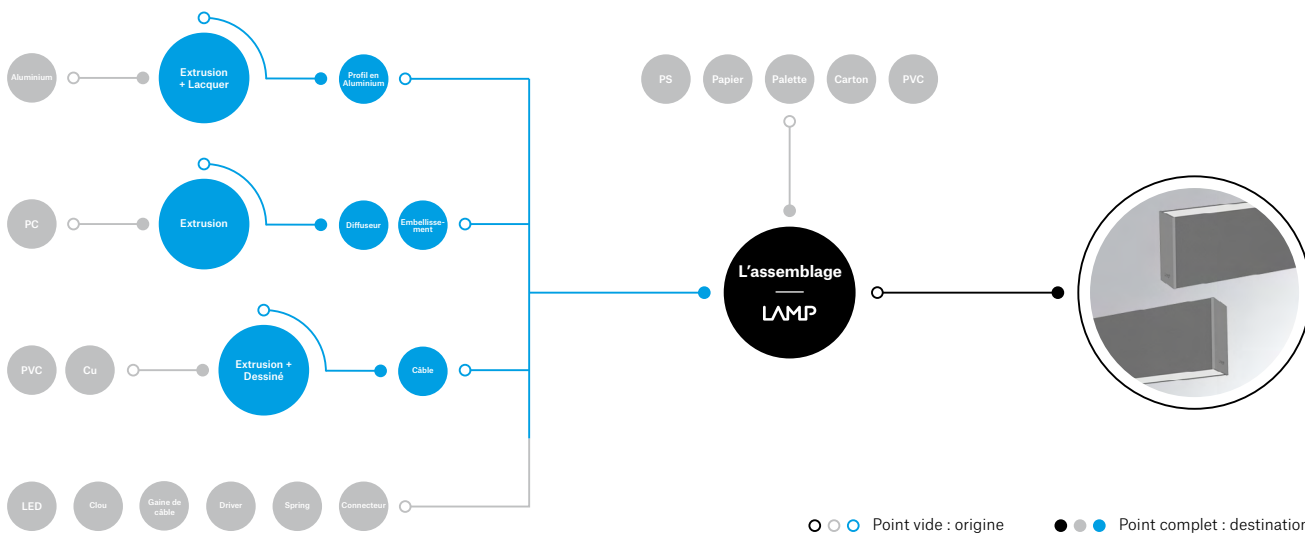 Aluminium
Extrusion
+ Lacquer
Profil en
Aluminium
PS
Papier
Palette
Carton
PVC
PC
Extrusion
Diffuseur
Embellisse-
ment
L'assemblage
LAMP
PVC
Cu
Extrusion +
Dessiné
Câble
LED
Clou
Gaine de
câble
Driver
Spring
Connecteur
Point vide : origine
Point complet : destination